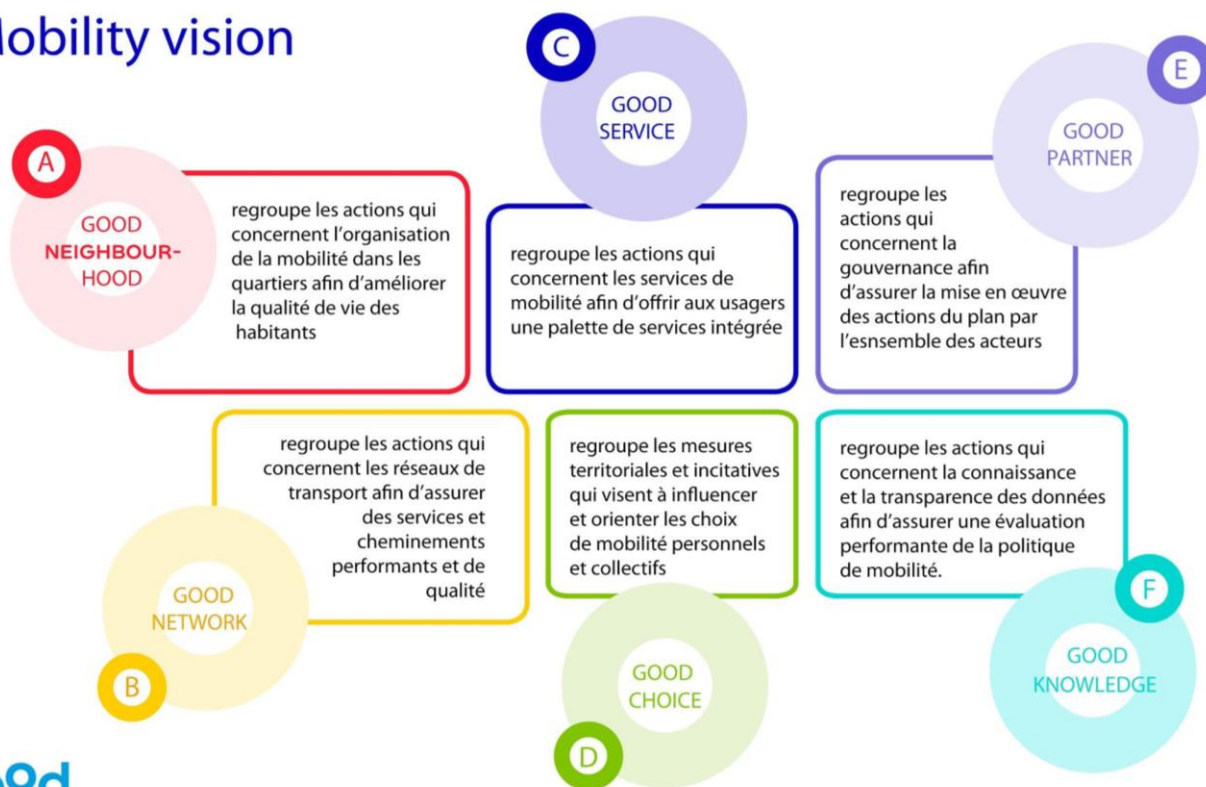 Mobility vision
A
GOOD
NEIGHBOUR-
HOOD
regroupe les actions qui
concernent l'organisation
de la mobilité dans les
quartiers afin d'améliorer
la qualité de vie des
habitants
C
GOOD
SERVICE
regroupe les actions qui
concernent les services de
mobilité afin d'offrir aux usagers
une palette de services intégrée
E
GOOD
PARTNER
regroupe les
actions qui
concernent la
gouvernance afin
d'assurer la mise en œuvre
des actions du plan par
l'esnsemble des acteurs
B
GOOD
NETWORK
regroupe les actions qui
concernent les réseaux de
transport afin d'assurer
des services et
cheminements
performants et de
qualité
D
GOOD
CHOICE
regroupe les mesures
territoriales et incitatives
qui visent à influencer
et orienter les choix
de mobilité personnels
et collectifs
F
GOOD
KNOWLEDGE
regroupe les actions qui
concernent la connaissance
et la transparence des données
afin d'assurer une évaluation
performante de la politique
de mobilité.